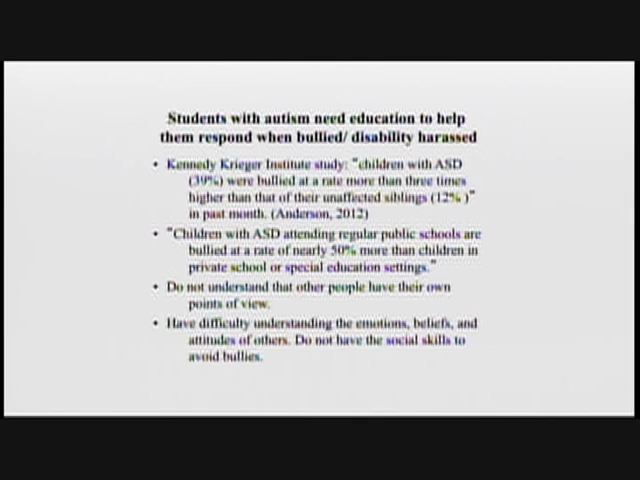 Students with autism need education to help
them respond when bullied/ disability harassed
• Kennedy Krieger Institute study: "children with ASD
(39%) were bullied at a rate more than three times
higher than that of their unaffected siblings (12% )"
in past month. (Anderson, 2012)
• "Children with ASD attending regular public schools are
bullied at a rate of nearly 50% more than children in
private school or special education settings."
• Do not understand that other people have their own
points of view.
• Have difficulty understanding the emotions, beliefs, and
attitudes of others. Do not have the social skills to
avoid bullies.